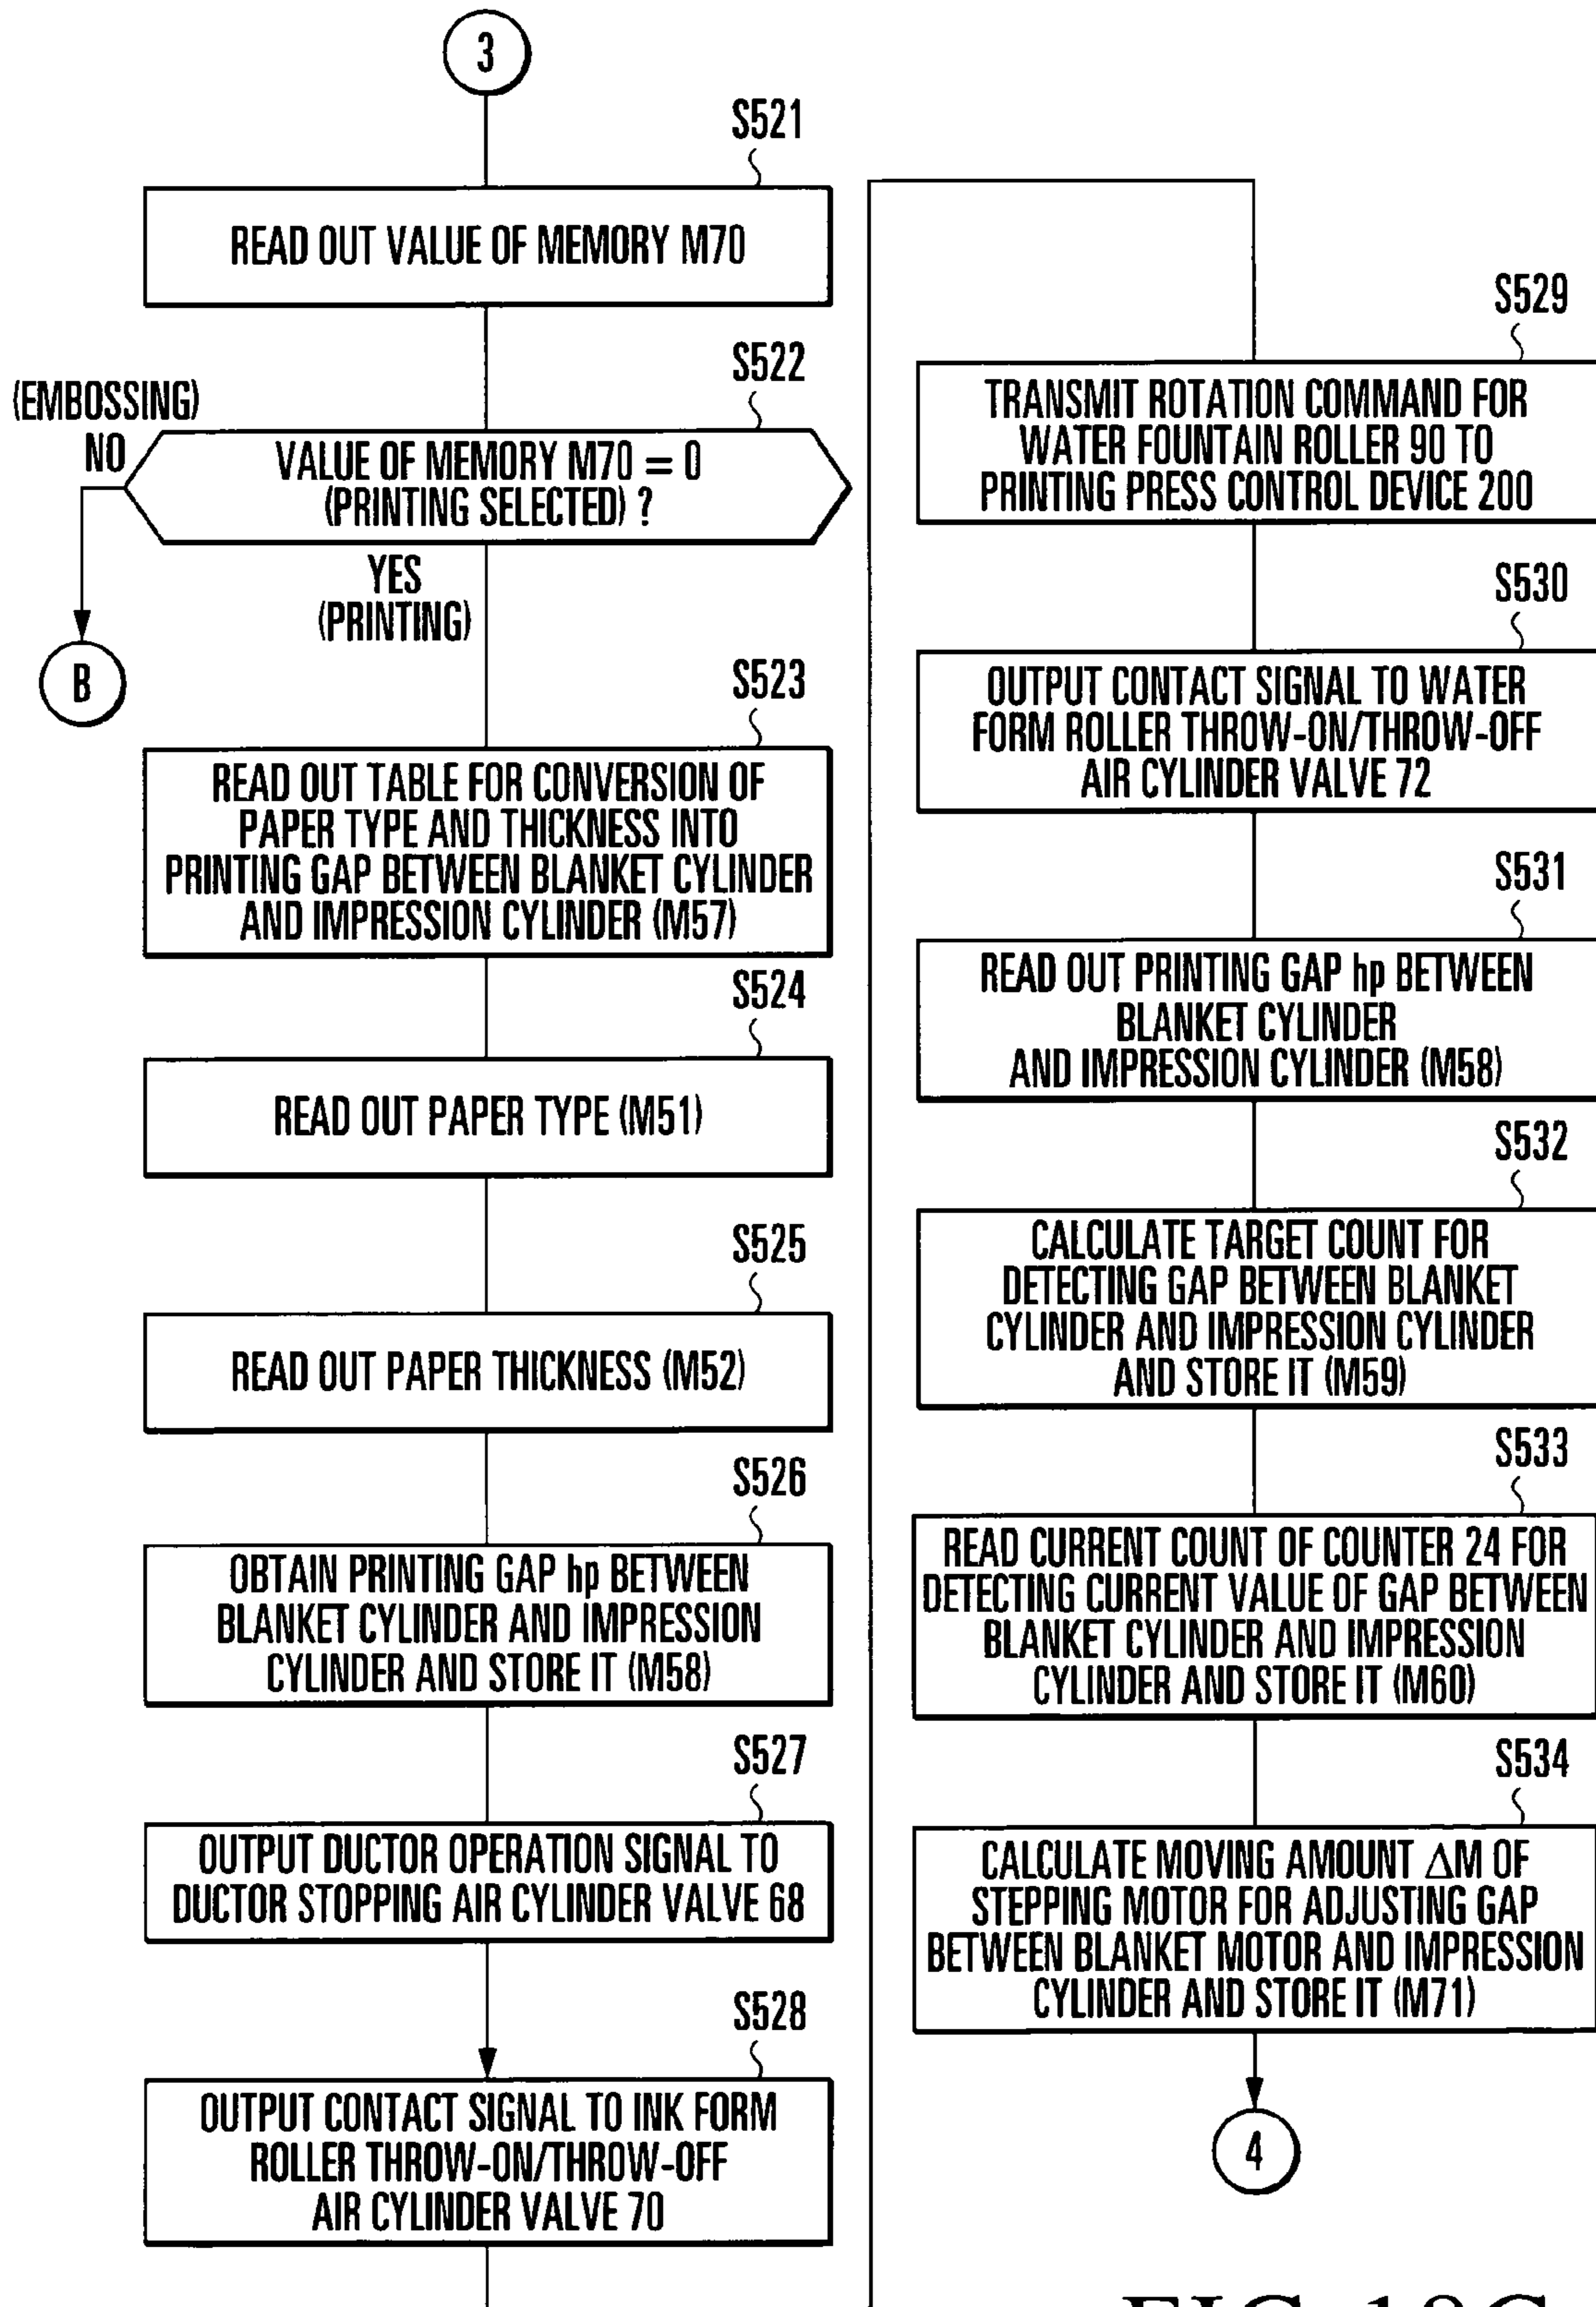 3
S521
READ OUT VALUE OF MEMORY M70
S522
(EMBOSSING)
NO
VALUE OF MEMORY M70 = 0
(PRINTING SELECTED) ?
YES
(PRINTING)
B
S523
READ OUT TABLE FOR CONVERSION OF
PAPER TYPE AND THICKNESS INTO
PRINTING GAP BETWEEN BLANKET CYLINDER
AND IMPRESSION CYLINDER (M57)
S524
READ OUT PAPER TYPE (M51)
S525
READ OUT PAPER THICKNESS (M52)
S526
OBTAIN PRINTING GAP hp BETWEEN
BLANKET CYLINDER AND IMPRESSION
CYLINDER AND STORE IT (M58)
S527
OUTPUT DUCTOR OPERATION SIGNAL TO
DUCTOR STOPPING AIR CYLINDER VALVE 68
S528
OUTPUT CONTACT SIGNAL TO INK FORM
ROLLER THROW-ON/THROW-OFF
AIR CYLINDER VALVE 70
S529
TRANSMIT ROTATION COMMAND FOR
WATER FOUNTAIN ROLLER 90 TO
PRINTING PRESS CONTROL DEVICE 200
S530
OUTPUT CONTACT SIGNAL TO WATER
FORM ROLLER THROW-ON/THROW-OFF
AIR CYLINDER VALVE 72
S531
READ OUT PRINTING GAP hp BETWEEN
BLANKET CYLINDER
AND IMPRESSION CYLINDER (M58)
S532
CALCULATE TARGET COUNT FOR
DETECTING GAP BETWEEN BLANKET
CYLINDER AND IMPRESSION CYLINDER
AND STORE IT (M59)
S533
READ CURRENT COUNT OF COUNTER 24 FOR
DETECTING CURRENT VALUE OF GAP BETWEEN
BLANKET CYLINDER AND IMPRESSION
CYLINDER AND STORE IT (M60)
S534
CALCULATE MOVING AMOUNT ΔM OF
STEPPING MOTOR FOR ADJUSTING GAP
BETWEEN BLANKET MOTOR AND IMPRESSION
CYLINDER AND STORE IT (M71)
4